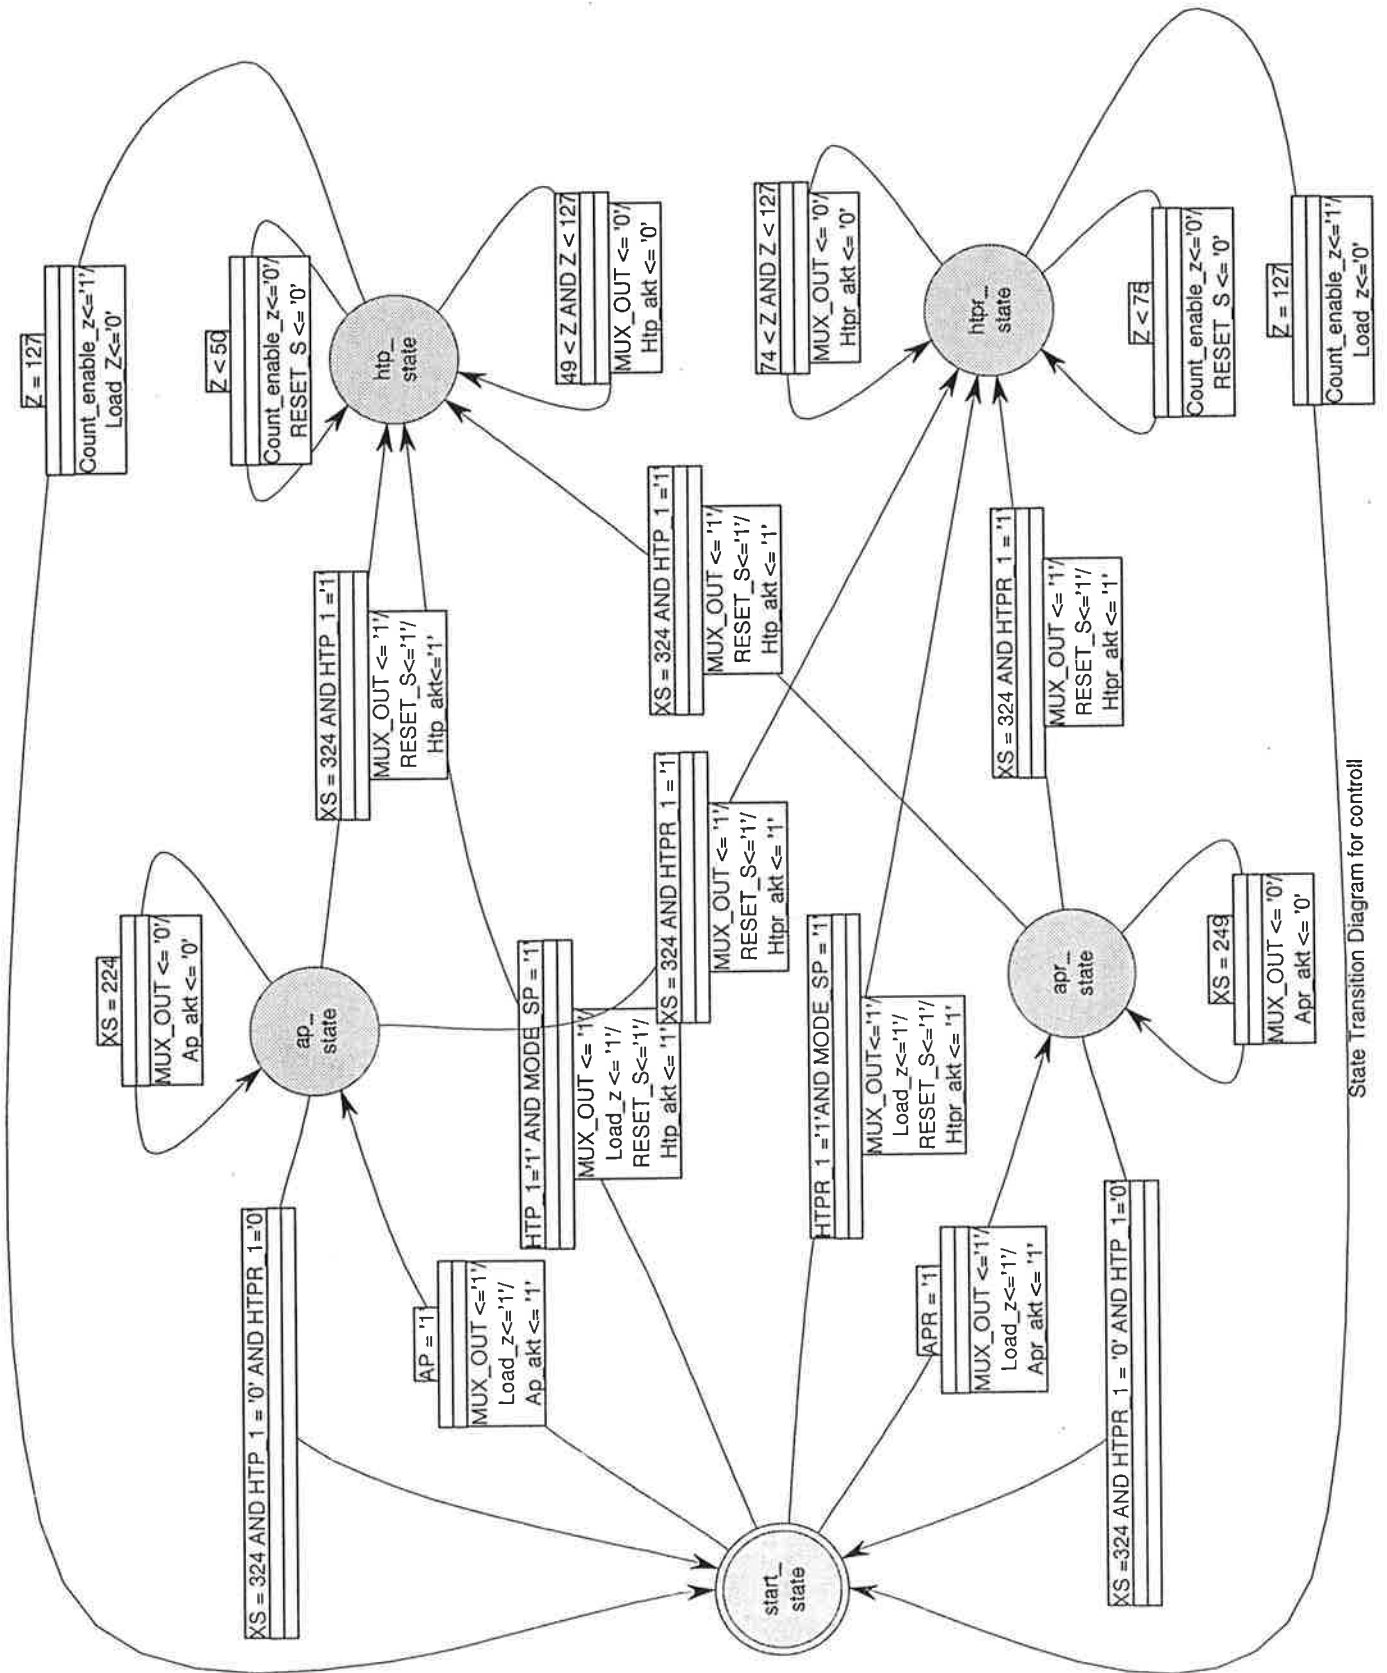 Z = 127
Count_enable_z<='1'/
Load_Z<='0'
Z < 50
Count_enable_z<='0'/
RESET_S <= '0'
htp_
state
49 < Z AND Z < 127
MUX_OUT <= '0'/
Htp_akt <= '0'
74 < Z AND Z < 127
MUX_OUT <= '0'/
Htpr_akt <= '0'
htpr_
state
Z < 75
Count_enable_z<='0'/
RESET_S <= '0'
Z = 127
Count_enable_z<='1'/
Load_z<='0'
XS = 324 AND HTP_1 ='1'
MUX_OUT <= '1'/
RESET_S<='1'/
Htp_akt<='1'
XS = 324 AND HTP_1 ='1'
MUX_OUT <= '1'/
RESET_S<='1'/
Htp_akt <= '1'
XS = 324 AND HTPR_1 = '1'
MUX_OUT <= '1'/
RESET_S<='1'/
Htpr_akt <= '1'
XS = 224
MUX_OUT <= '0'/
Ap_akt <= '0'
ap_
state
HTP_1='1' AND MODE_SP = '1'
MUX_OUT <= '1'/
Load_z <= '1'/
RESET_S<='1'/
Htp_akt <= '1'
XS = 324 AND HTPR_1 = '1'
MUX_OUT <= '1'/
RESET_S<='1'/
Htpr_akt <= '1'
HTPR_1 ='1'AND MODE_SP = '1'
MUX_OUT<='1'/
Load_z<='1'/
RESET_S<='1'/
Htpr_akt <= '1'
apr_
state
XS = 249
MUX_OUT <= '0'/
Apr_akt <= '0'
XS = 324 AND HTP_1 = '0' AND HTPR_1='0'
AP = '1'
MUX_OUT <='1'/
Load_z<='1'/
Ap_akt <= '1'
APR = '1'
MUX_OUT <='1'/
Load_z<='1'/
Apr_akt <= '1'
XS =324 AND HTPR_1 = '0' AND HTP_1='0'
start_
state
State Transition Diagram for controll